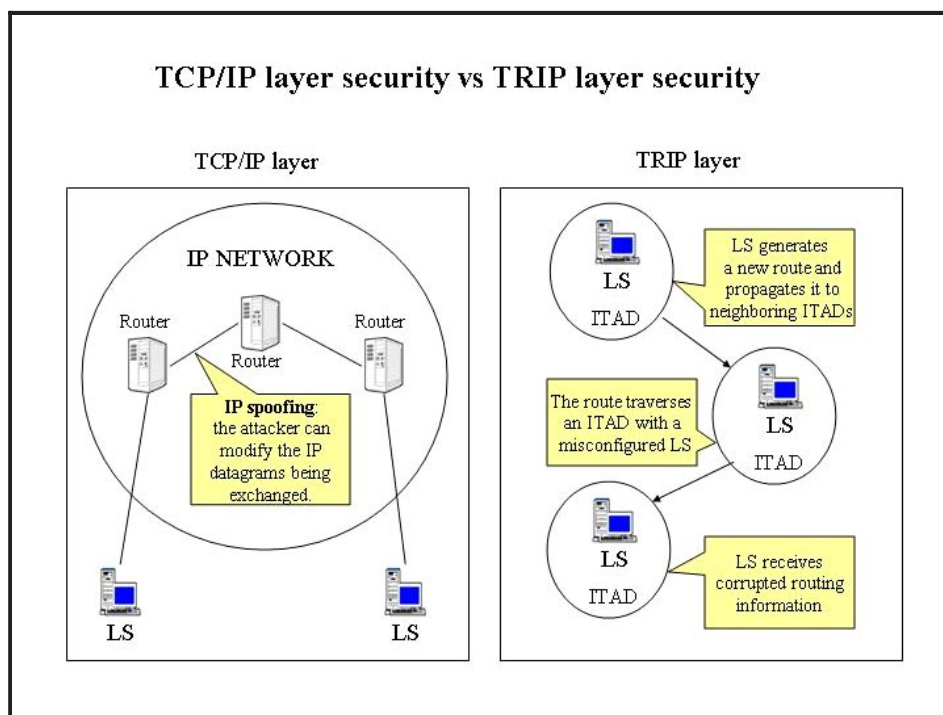 TCP/IP layer security vs TRIP layer security
TCP/IP layer
IP NETWORK
Router
Router
Router
IP spoofing:
the attacker can
modify the IP
datagrams being
exchanged.
LS
LS
TRIP layer
LS
ITAD
LS generates
a new route and
propagates it to
neighboring ITADs
The route traverses
an ITAD with a
misconfigured LS
LS
ITAD
LS
ITAD
LS receives
corrupted routing
information